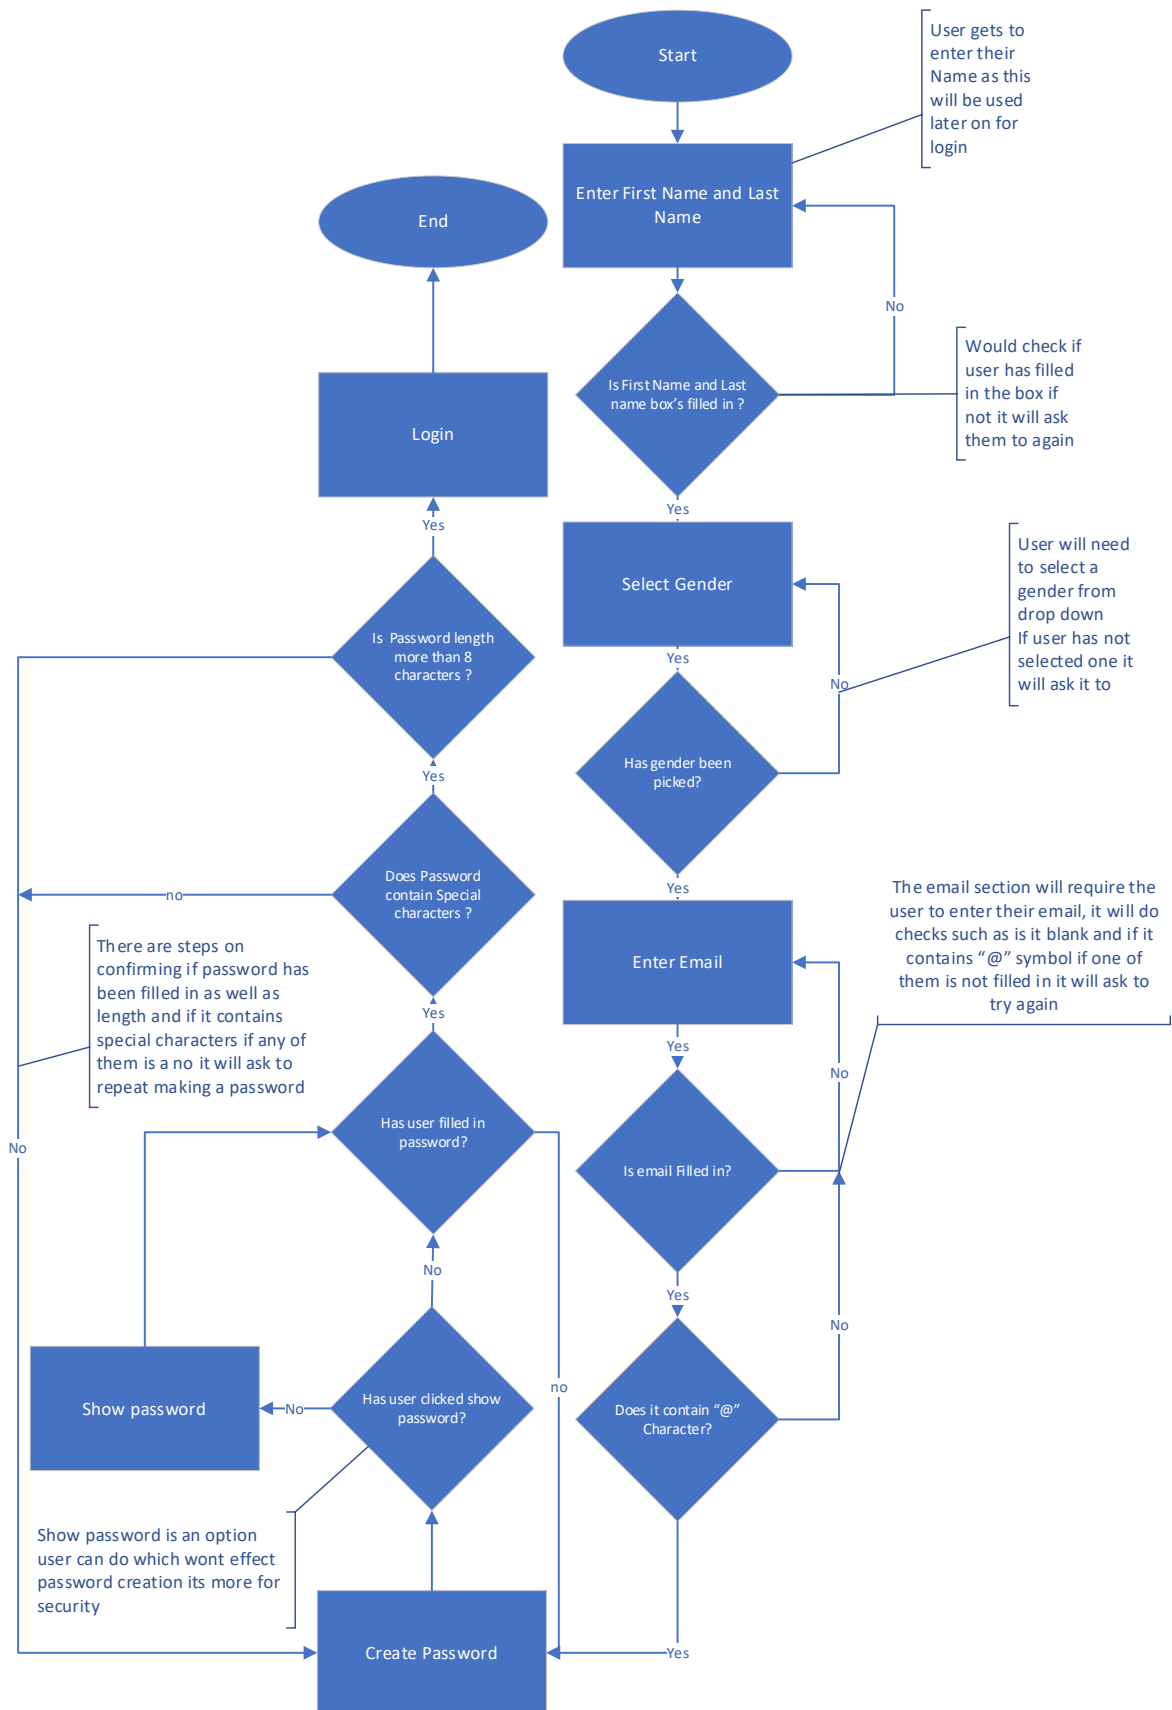 Start
User gets to
enter their
Name as this
will be used
later on for
login
Enter First Name and Last
Name
End
No
Is First Name and Last
name box's filled in ?
Would check if
user has filled
in the box if
not it will ask
them to again
Login
Yes
Yes
Select Gender
User will need
to select a
gender from
drop down
If user has not
selected one it
will ask it to
Is Password length
more than 8
characters ?
Yes
No
Has gender been
picked?
Yes
Yes
Does Password
contain Special
characters ?
no
The email section will require the
user to enter their email, it will do
checks such as is it blank and if it
contains “@” symbol if one of
them is not filled in it will ask to
try again
Enter Email
There are steps on
confirming if password has
been filled in as well as
length and if it contains
special characters if any of
them is a no it will ask to
repeat making a password
Yes
Yes
No
Has user filled in
password?
No
Is email Filled in?
No
Yes
No
Has user clicked show
password?
Show password
No
no
Does it contain “@”
Character?
Show password is an option
user can do which wont effect
password creation its more for
security
Create Password
Yes